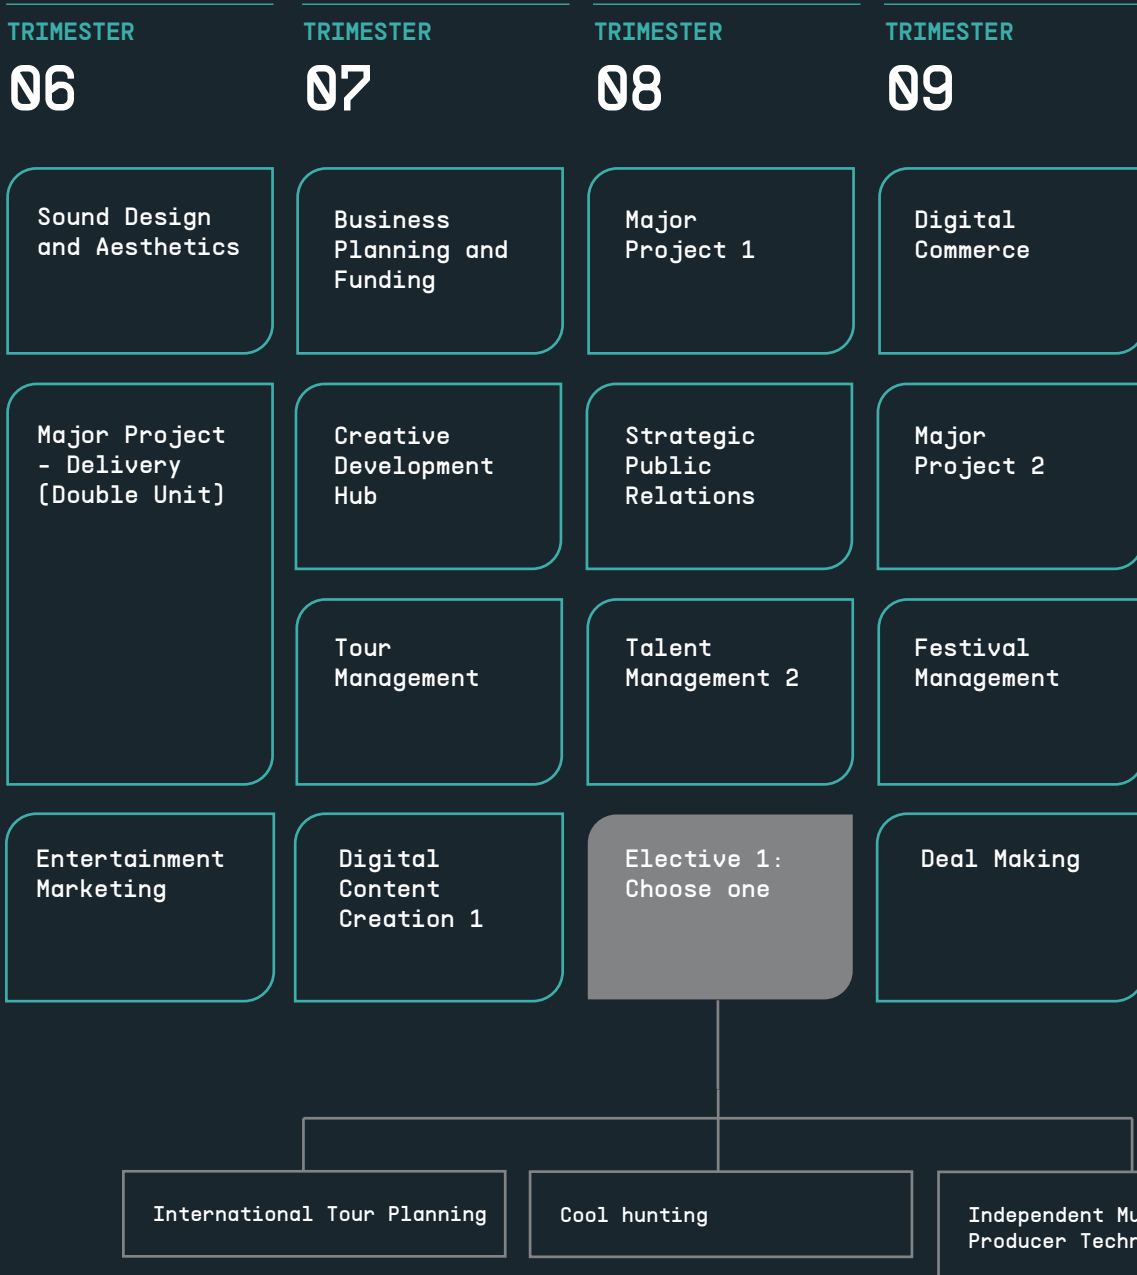 TRIMESTER
06
TRIMESTER
07
TRIMESTER
08
TRIMESTER
09
Sound Design
and Aesthetics
Business
Planning and
Funding
Major
Project 1
Digital
Commerce
Major Project
- Delivery
(Double Unit)
Creative
Development
Hub
Strategic
Public
Relations
Major
Project 2
Tour
Management
Talent
Management 2
Festival
Management
Entertainment
Marketing
Digital
Content
Creation 1
Elective 1:
Choose one
Deal Making
International Tour Planning
Cool hunting
Independent
Producer